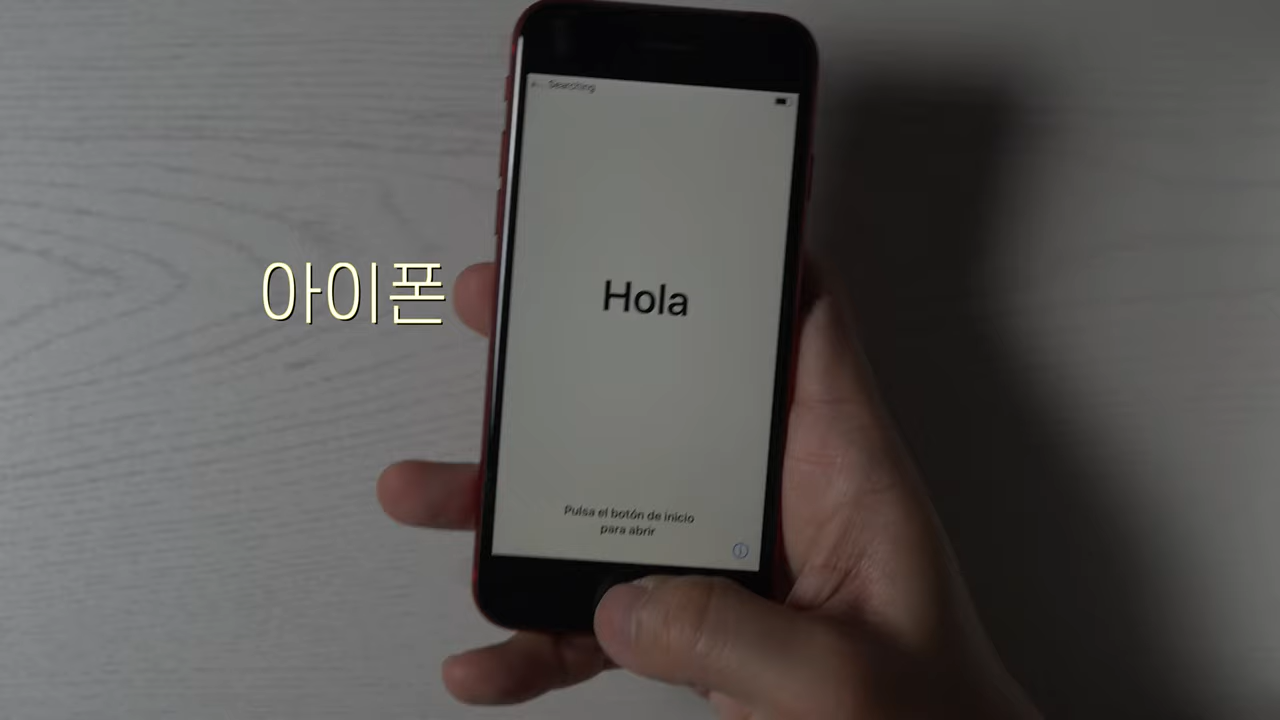 Searching
아이폰
Hola
Pulsa el botón de inicio
para abrir